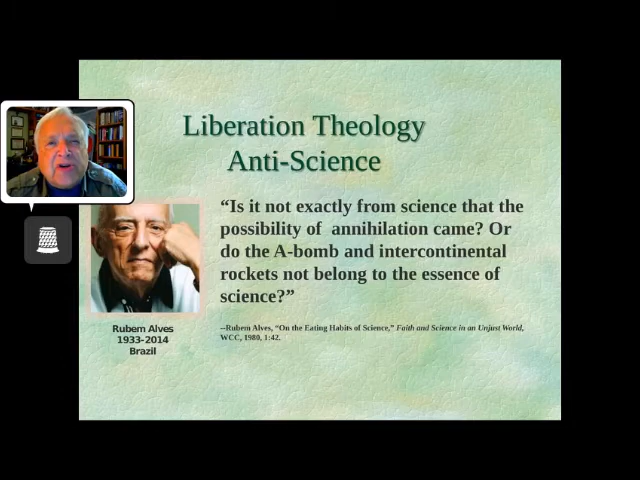 Liberation Theology
Anti-Science
“Is it not exactly from science that the
possibility of annihilation came? Or
do the A-bomb and intercontinental
rockets not belong to the essence of
science?”
--Rubem Alves, “On the Eating Habits of Science,” Faith and Science in an Unjust World,
WCC, 1980, 1:42.
Rubem Alves
1933-2014
Brazil